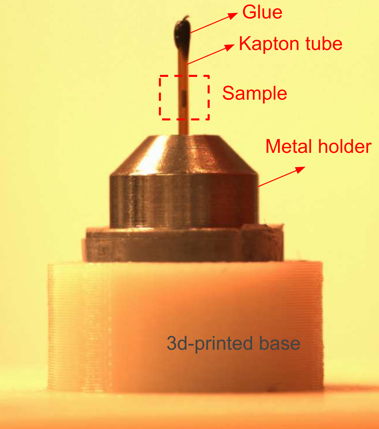 Glue
Kapton tube
Sample
Metal holder
3d-printed base